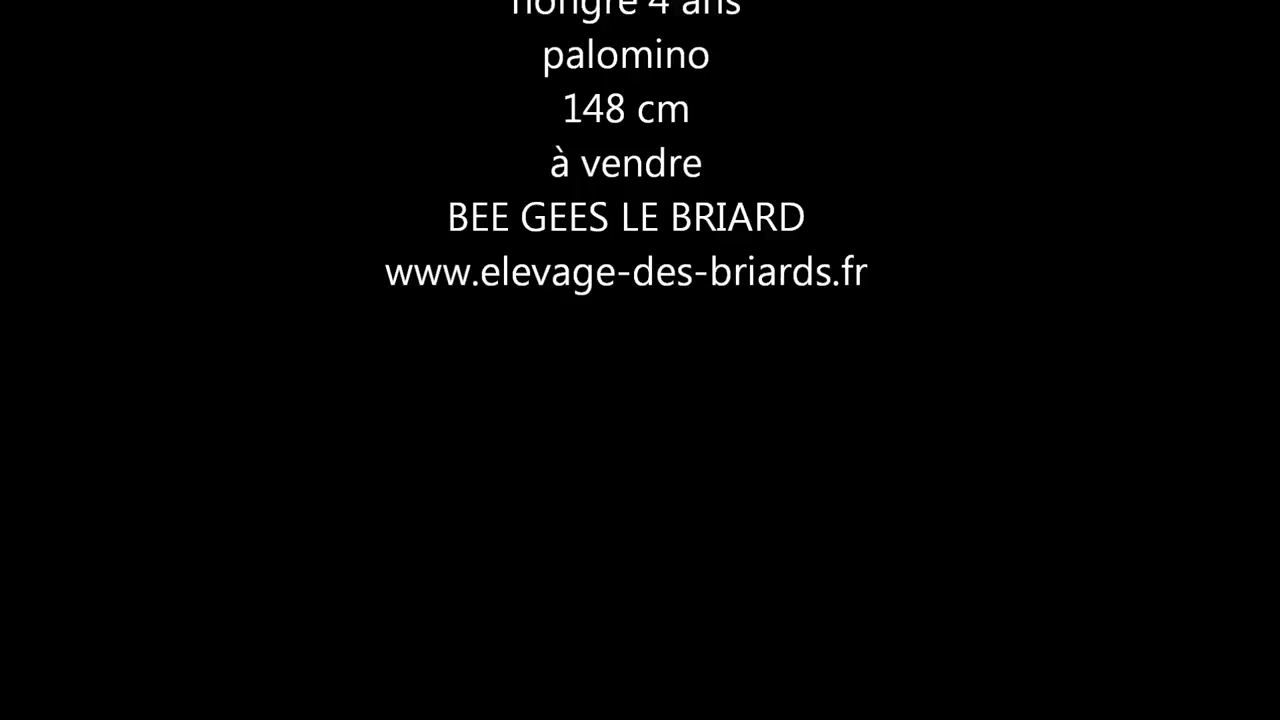 hongre 4 ans
palomino
148 cm
à vendre
BEE GEES LE BRIARD
www.elevage-des-briards.fr